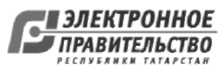 ЭЛЕКТРОННОЕ
ПРАВИТЕЛЬСТВО
РЕСПУБЛИКИ ТАТАРСТАН